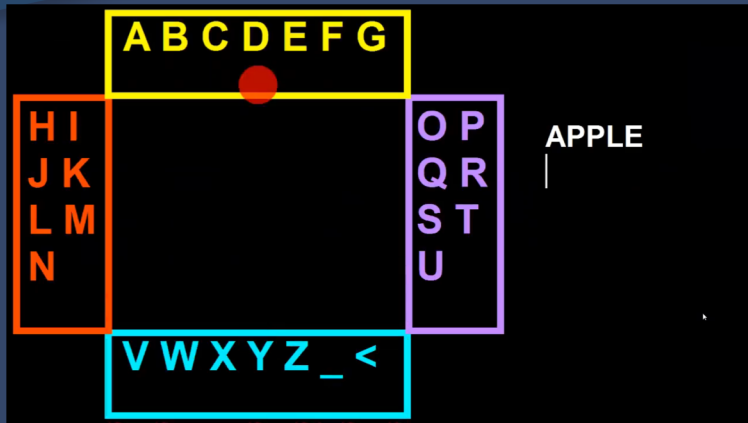 A B C D E F G
H I
J K
L M
N
O P
Q R
S T
U
APPLE
V W X Y Z _ <